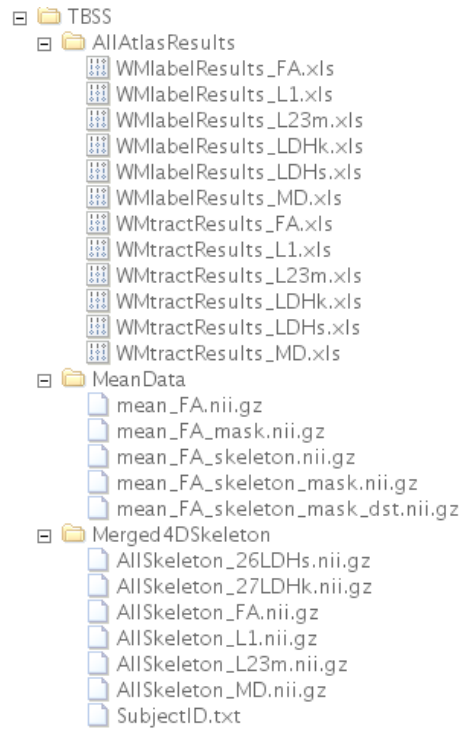 TBSS
AllAtlasResults
WMlabelResults_FA.xls
WMlabelResults_L1.xls
WMlabelResults_L23m.xls
WMlabelResults_LDHk.xls
WMlabelResults_LDHs.xls
WMlabelResults_MD.xls
WMtractResults_FA.xls
WMtractResults_L1.xls
WMtractResults_L23m.xls
WMtractResults_LDHk.xls
WMtractResults_LDHs.xls
WMtractResults_MD.xls
MeanData
mean_FA.nii.gz
mean_FA_mask.nii.gz
mean_FA_skeleton.nii.gz
mean_FA_skeleton_mask.nii.gz
mean_FA_skeleton_mask_dst.nii.gz
Merged4DSkeleton
AllSkeleton_26LDHs.nii.gz
AllSkeleton_27LDHk.nii.gz
AllSkeleton_FA.nii.gz
AllSkeleton_L1.nii.gz
AllSkeleton_L23m.nii.gz
AllSkeleton_MD.nii.gz
SubjectID.txt